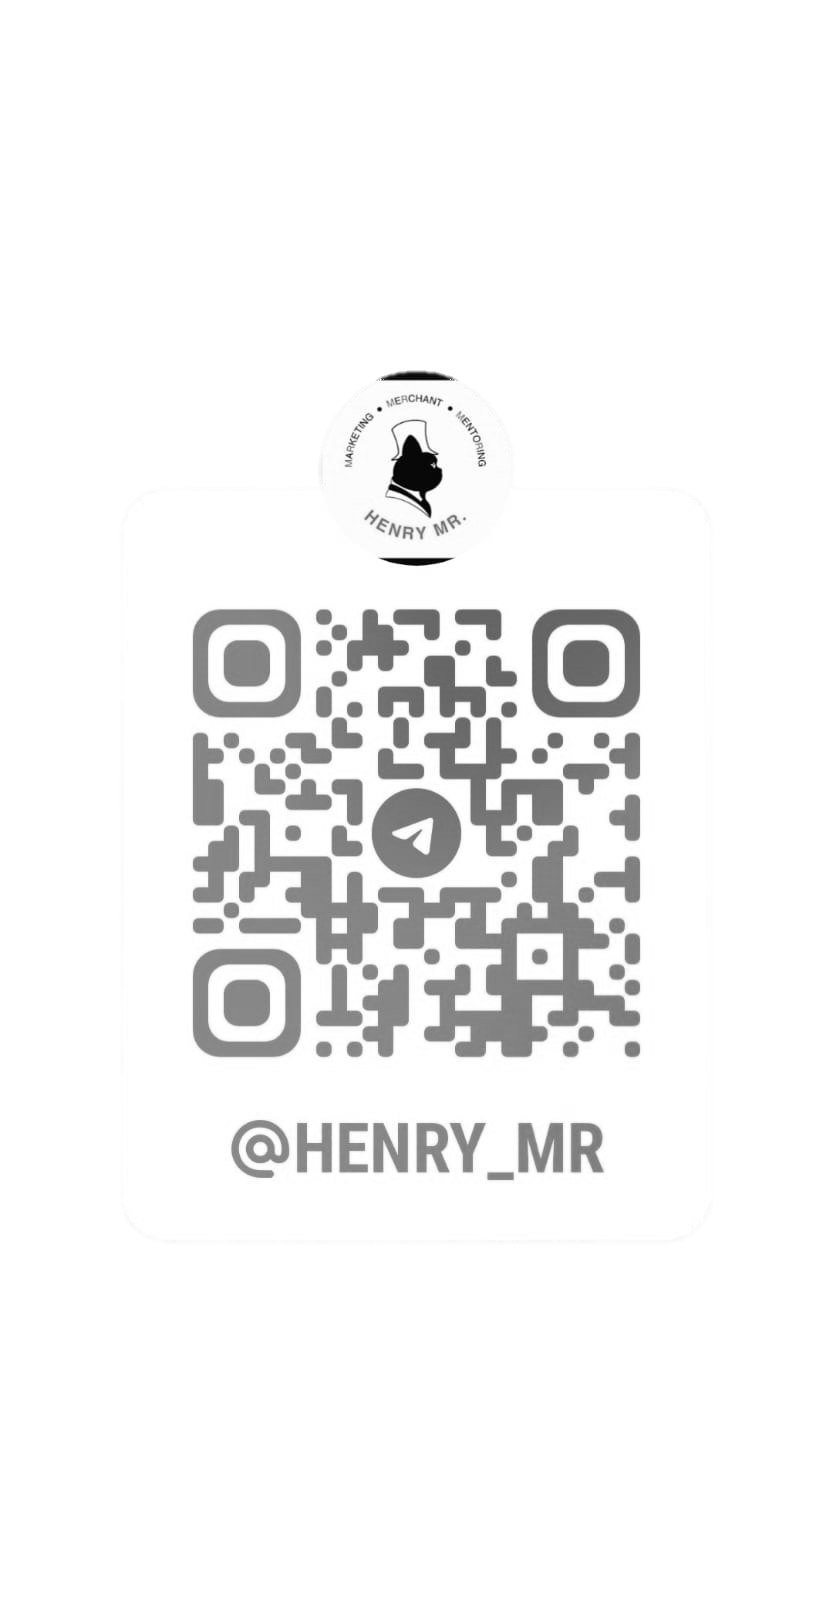 MARKETING • MERCHANT • MENTORING
HENRY MR.
@HENRY_MR